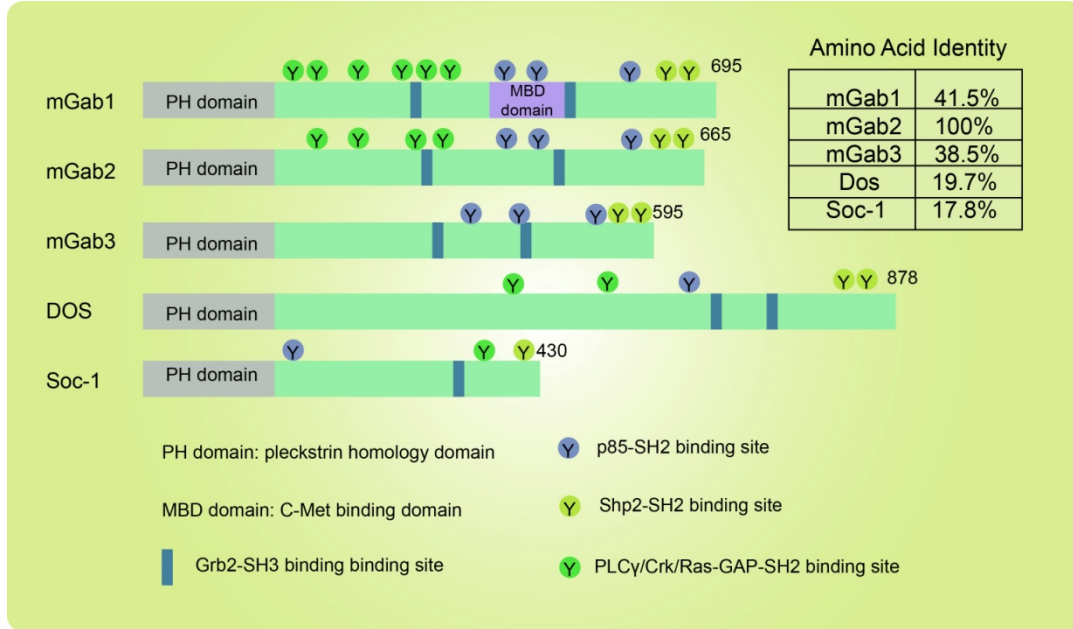 Amino Acid Identity
mGab1 41.5%
mGab2 100%
mGab3 38.5%
Dos 19.7%
Soc-1 17.8%
mGab1
PH domain
Y Y Y Y Y Y Y Y Y Y Y
MBD
domain
695
mGab2
PH domain
Y Y Y Y Y Y Y Y Y
665
mGab3
PH domain
Y Y Y Y Y
595
DOS
PH domain
Y Y Y Y Y
878
Soc-1
PH domain
Y Y Y
430
PH domain: pleckstrin homology domain
MBD domain: C-Met binding domain
Grb2-SH3 binding binding site
Y p85-SH2 binding site
Y Shp2-SH2 binding site
Y PLCγ/Crk/Ras-GAP-SH2 binding site